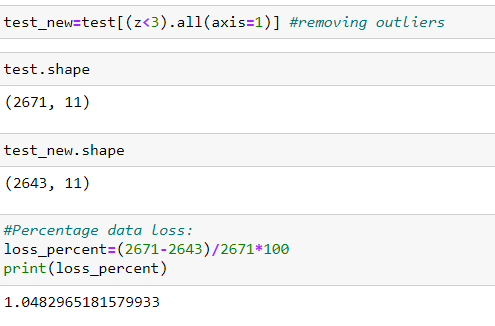 test_new=test[(z<3).all(axis=1)] #removing outliers
test.shape
(2671, 11)
test_new.shape
(2643, 11)
#Percentage data loss:
loss_percent=(2671-2643)/2671*100
print(loss_percent)
1.0482965181579933